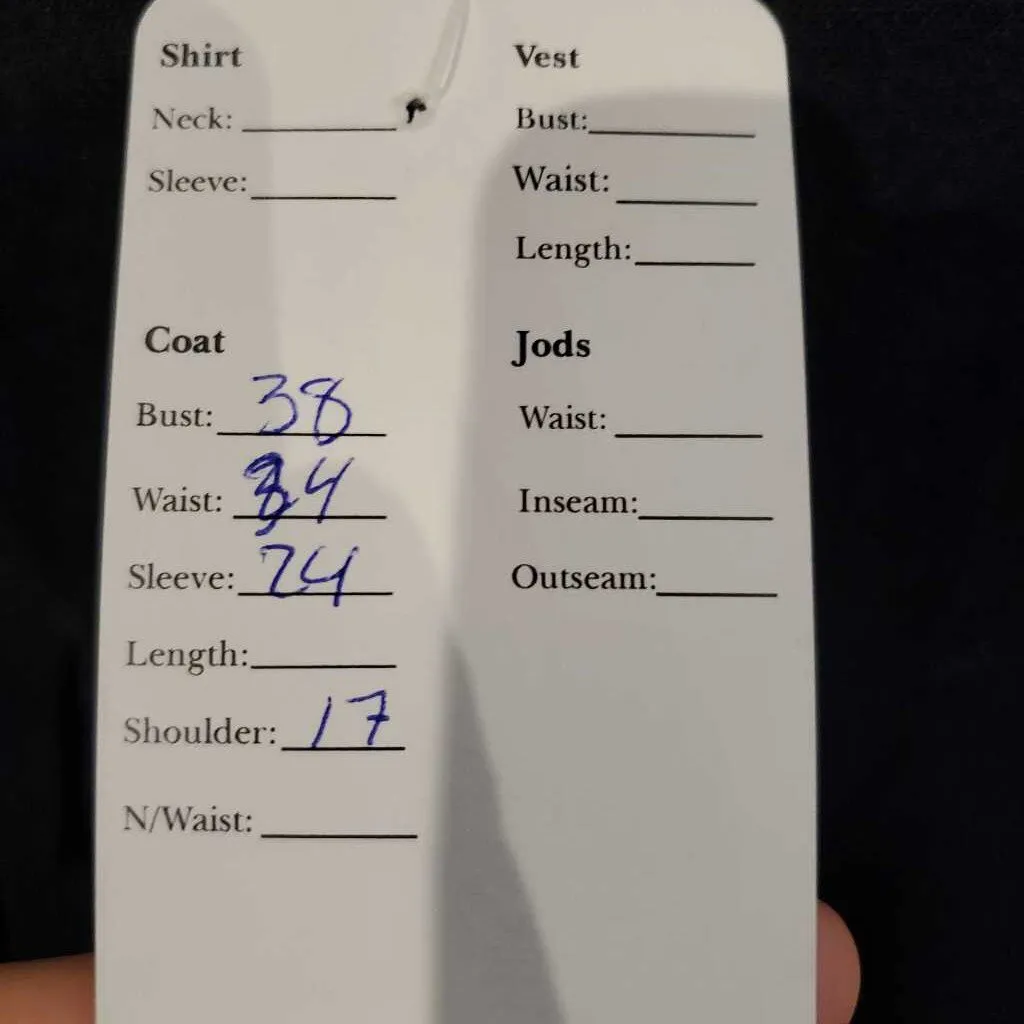 Shirt
Neck:
Sleeve:
Coat
Bust: 38
Waist: 34
Sleeve: 24
Length:
Shoulder: 17
N/Waist:
Vest
Bust:
Waist:
Length:
Jods
Waist:
Inseam:
Outseam: